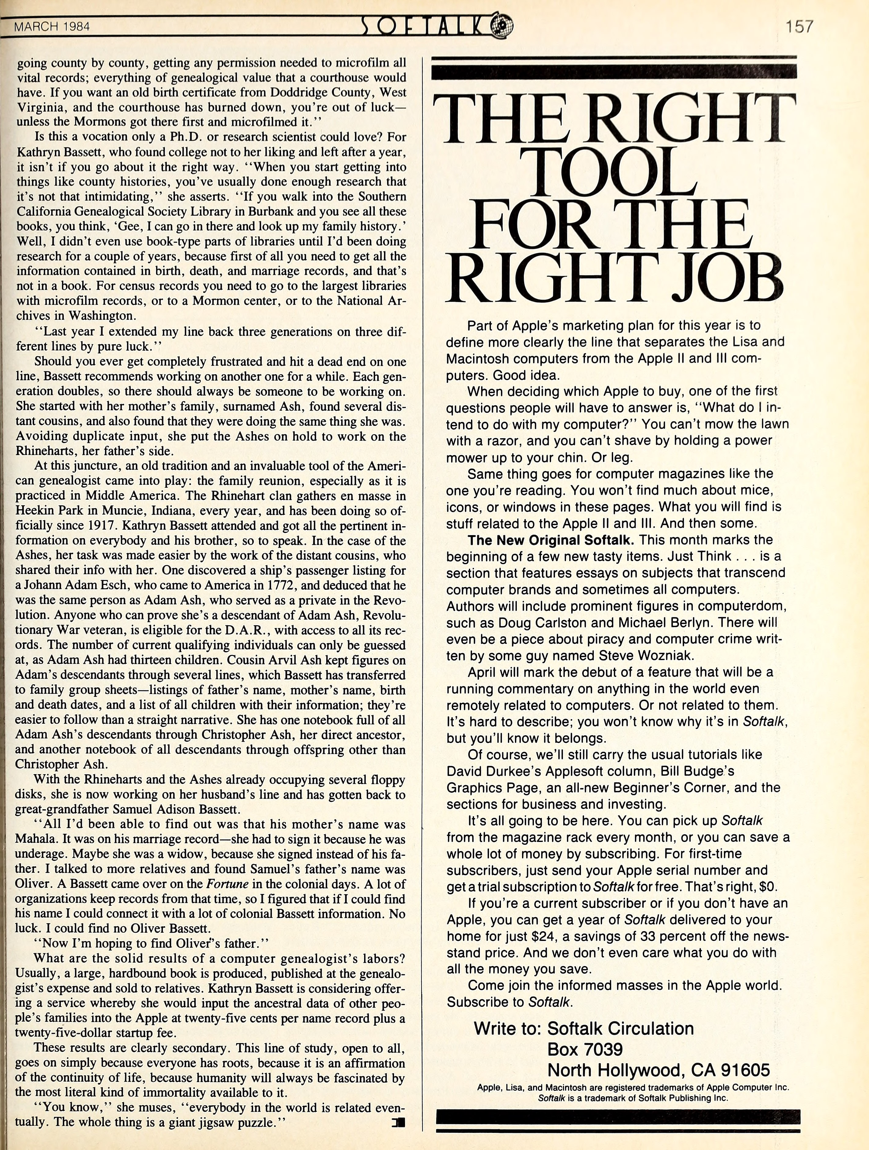 MARCH 1984
SOFTALK
157
going county by county, getting any permission needed to microfilm all
vital records; everything of genealogical value that a courthouse would
have. If you want an old birth certificate from Doddridge County, West
Virginia, and the courthouse has burned down, you're out of luck—
unless the Mormons got there first and microfilmed it.''
Is this a vocation only a Ph.D. or research scientist could love? For
Kathryn Bassett, who found college not to her liking and left after a year,
it isn't if you go about it the right way. ''When you start getting into
things like county histories, you've usually done enough research that
it's not that intimidating,'' she asserts. ''If you walk into the Southern
California Genealogical Society Library in Burbank and you see all these
books, you think, 'Gee, I can go in there and look up my family history.'
Well, I didn't even use book-type parts of libraries until I'd been doing
research for a couple of years, because first of all you need to get all the
information contained in birth, death, and marriage records, and that's
not in a book. For census records you need to go to the largest libraries
with microfilm records, or to a Mormon center, or to the National Ar-
chives in Washington.
''Last year I extended my line back three generations on three dif-
ferent lines by pure luck.''
Should you ever get completely frustrated and hit a dead end on one
line, Bassett recommends working on another one for a while. Each gen-
eration doubles, so there should always be someone to be working on.
She started with her mother's family, surnamed Ash, found several dis-
tant cousins, and also found that they were doing the same thing she was.
Avoiding duplicate input, she put the Ashes on hold to work on the
Rhineharts, her father's side.
At this juncture, an old tradition and an invaluable tool of the Ameri-
can genealogist came into play: the family reunion, especially as it is
practiced in Middle America. The Rhinehart clan gathers en masse in
Heekin Park in Muncie, Indiana, every year, and has been doing so of-
ficially since 1917. Kathryn Bassett attended and got all the pertinent in-
formation on everybody and his brother, so to speak. In the case of the
Ashes, her task was made easier by the work of the distant cousins, who
shared their info with her. One discovered a ship's passenger listing for
a Johann Adam Esch, who came to America in 1772, and deduced that he
was the same person as Adam Ash, who served as a private in the Revo-
lution. Anyone who can prove she's a descendant of Adam Ash, Revolu-
tionary War veteran, is eligible for the D.A.R., with access to all its rec-
ords. The number of current qualifying individuals can only be guessed
at, as Adam Ash had thirteen children. Cousin Arvil Ash kept figures on
Adam's descendants through several lines, which Bassett has transferred
to family group sheets—listings of father's name, mother's name, birth
and death dates, and a list of all children with their information; they're
easier to follow than a straight narrative. She has one notebook full of all
Adam Ash's descendants through Christopher Ash, her direct ancestor,
and another notebook of all descendants through offspring other than
Christopher Ash.
With the Rhineharts and the Ashes already occupying several floppy
disks, she is now working on her husband's line and has gotten back to
great-grandfather Samuel Adison Bassett.
''All I'd been able to find out was that his mother's name was
Mahala. It was on his marriage record—she had to sign it because he was
underage. Maybe she was a widow, because she signed instead of his fa-
ther. I talked to more relatives and found Samuel's father's name was
Oliver. A Bassett came over on the Fortune in the colonial days. A lot of
organizations keep records from that time, so I figured that if I could find
his name I could connect it with a lot of colonial Bassett information. No
luck. I could find no Oliver Bassett.
''Now I'm hoping to find Oliver's father.''
What are the solid results of a computer genealogist's labors?
Usually, a large, hardbound book is produced, published at the genealo-
gist's expense and sold to relatives. Kathryn Bassett is considering offer-
ing a service whereby she would input the ancestral data of other peo-
ple's families into the Apple at twenty-five cents per name record plus a
twenty-five-dollar startup fee.
These results are clearly secondary. This line of study, open to all,
goes on simply because everyone has roots, because it is an affirmation
of the continuity of life, because humanity will always be fascinated by
the most literal kind of immortality available to it.
''You know,'' she muses, ''everybody in the world is related even-
tually. The whole thing is a giant jigsaw puzzle.''
THE RIGHT
TOOL
FOR THE
RIGHT JOB
Part of Apple's marketing plan for this year is to
define more clearly the line that separates the Lisa and
Macintosh computers from the Apple II and III com-
puters. Good idea.
When deciding which Apple to buy, one of the first
questions people will have to answer is, ''What do I in-
tend to do with my computer?'' You can't mow the lawn
with a razor, and you can't shave by holding a power
mower up to your chin. Or leg.
Same thing goes for computer magazines like the
one you're reading. You won't find much about mice,
icons, or windows in these pages. What you will find is
stuff related to the Apple II and III. And then some.
The New Original Softalk. This month marks the
beginning of a few new tasty items. Just Think . . . is a
section that features essays on subjects that transcend
computer brands and sometimes all computers.
Authors will include prominent figures in computerdom,
such as Doug Carlston and Michael Berlyn. There will
even be a piece about piracy and computer crime writ-
ten by some guy named Steve Wozniak.
April will mark the debut of a feature that will be a
running commentary on anything in the world even
remotely related to computers. Or not related to them.
It's hard to describe; you won't know why it's in Softalk,
but you'll know it belongs.
Of course, we'll still carry the usual tutorials like
David Durkee's Applesoft column, Bill Budge's
Graphics Page, an all-new Beginner's Corner, and the
sections for business and investing.
It's all going to be here. You can pick up Softalk
from the magazine rack every month, or you can save a
whole lot of money by subscribing. For first-time
subscribers, just send your Apple serial number and
get a trial subscription to Softalk for free. That's right, $0.
If you're a current subscriber or if you don't have an
Apple, you can get a year of Softalk delivered to your
home for just $24, a savings of 33 percent off the news-
stand price. And we don't even care what you do with
all the money you save.
Come join the informed masses in the Apple world.
Subscribe to Softalk.
Write to: Softalk Circulation
Box 7039
North Hollywood, CA 91605
Apple, Lisa, and Macintosh are registered trademarks of Apple Computer Inc.
Softalk is a trademark of Softalk Publishing Inc.